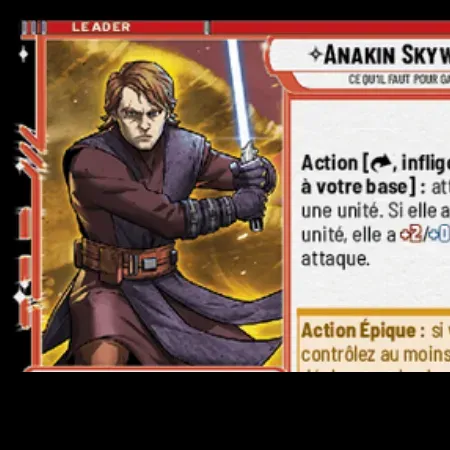 LEADER
ANAKIN SKYW
CE QU'IL FAUT POUR GA
Action [ , inflige
à votre base] : att
une unité. Si elle a
unité, elle a +2/+0
attaque.
Action Épique : si v
contrôlez au moins